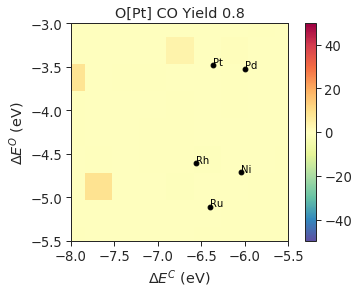 O[Pt] CO Yield 0.8
−3.0
−3.5
−4.0
−4.5
−5.0
−5.5
ΔE^O (eV)
Pt
Pd
Rh
Ni
Ru
−8.0 −7.5 −7.0 −6.5 −6.0 −5.5
ΔE^C (eV)
40
20
0
−20
−40